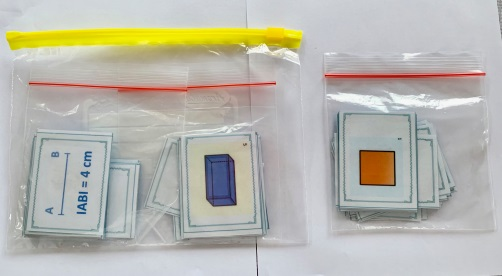 A B
IABI = 4 cm